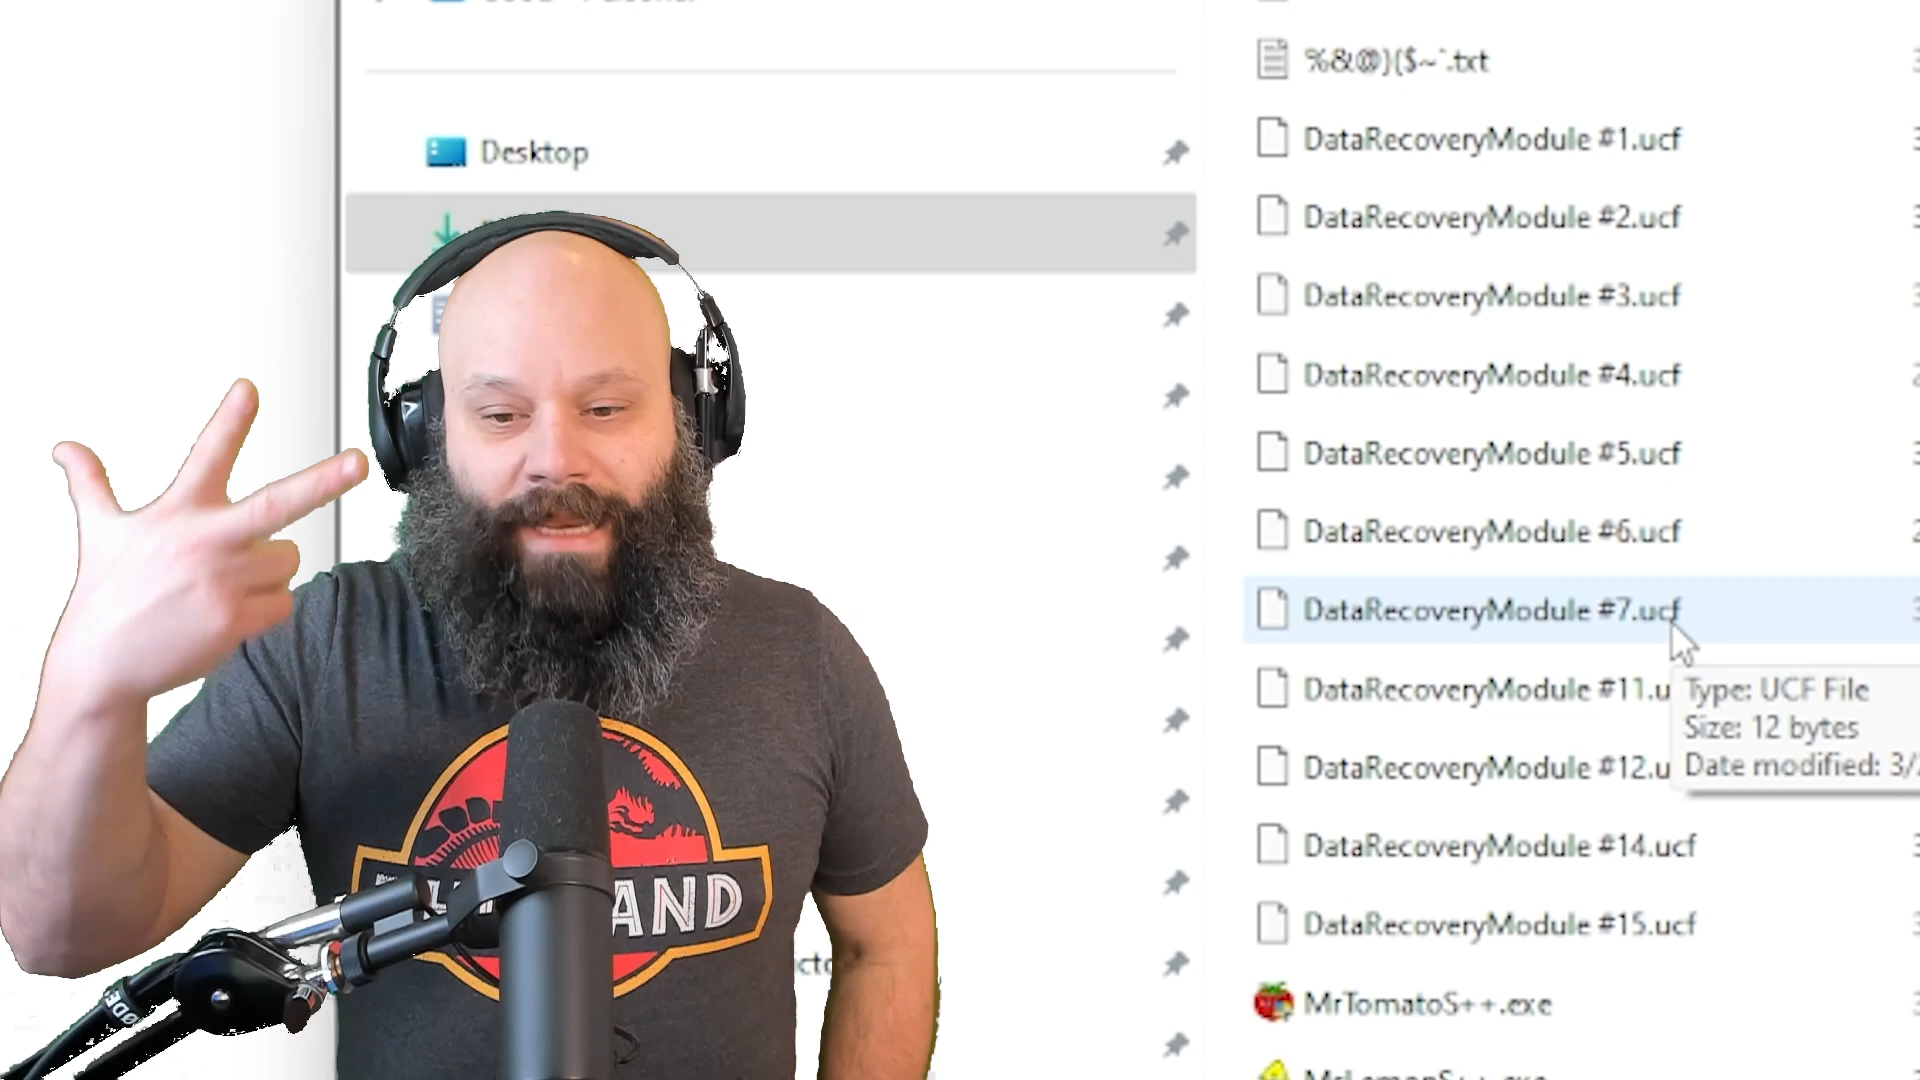 %&@}{$~`.txt
Desktop
DataRecoveryModule #1.ucf
DataRecoveryModule #2.ucf
DataRecoveryModule #3.ucf
DataRecoveryModule #4.ucf
DataRecoveryModule #5.ucf
DataRecoveryModule #6.ucf
DataRecoveryModule #7.ucf
DataRecoveryModule #11.u
Type: UCF File
Size: 12 bytes
Date modified: 3/
DataRecoveryModule #12.u
DataRecoveryModule #14.ucf
DataRecoveryModule #15.ucf
MrTomatoS++.exe
MrLemonS++.exe
AND